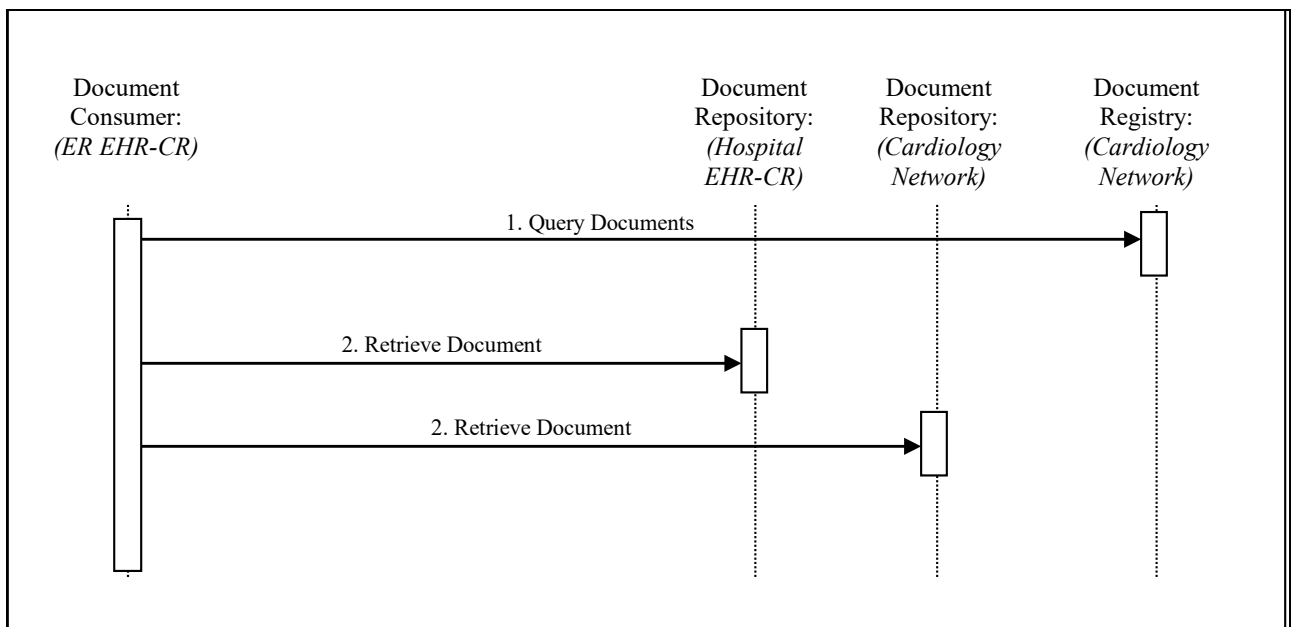 Document
Consumer:
(ER EHR-CR)
Document
Repository:
(Hospital
EHR-CR)
Document
Repository:
(Cardiology
Network)
Document
Registry:
(Cardiology
Network)
1. Query Documents
2. Retrieve Document
2. Retrieve Document